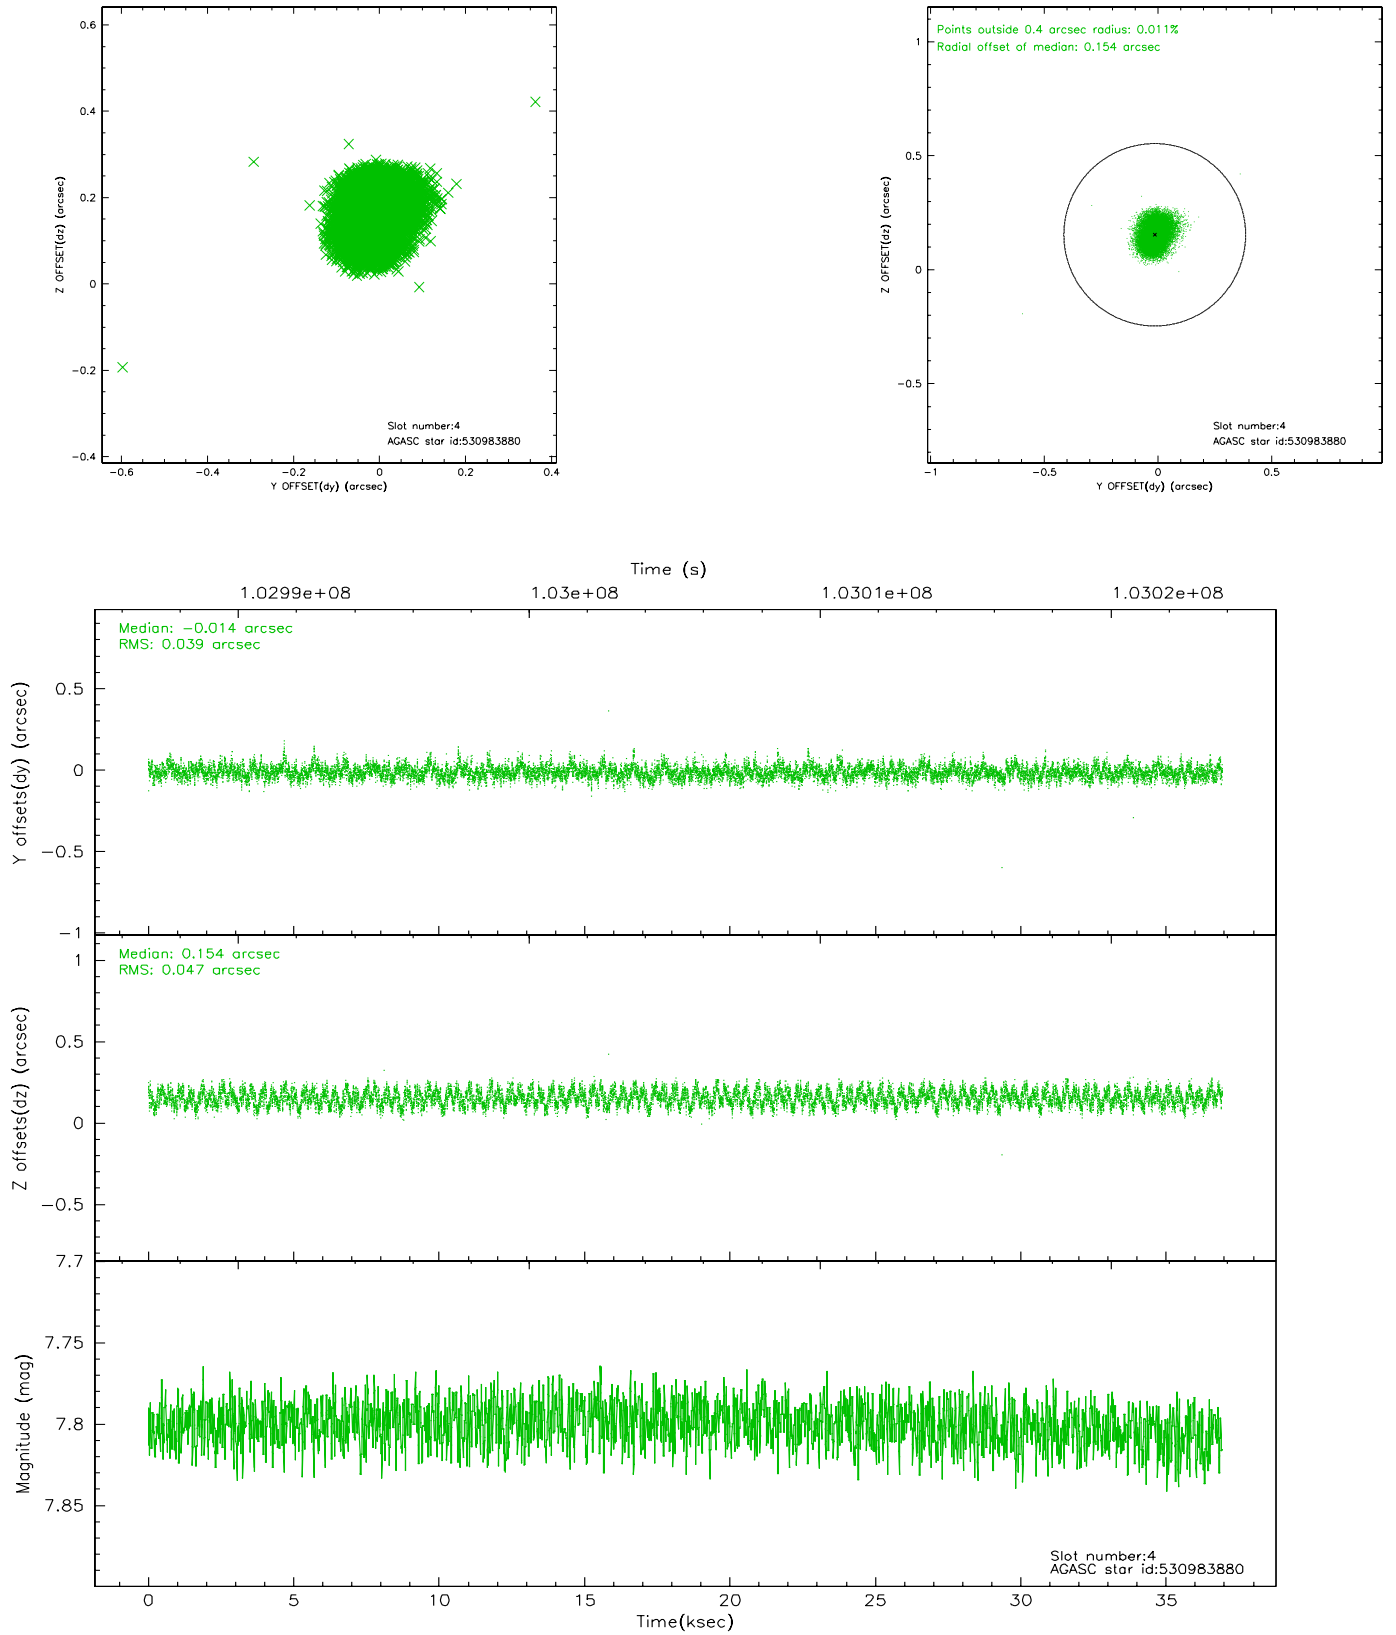 0.6
0.4
0.2
0
−0.2
−0.4
Z OFFSET(dz) (arcsec)
Slot number:4
AGASC star id:530983880
−0.6 −0.4 −0.2 0 0.2 0.4
Y OFFSET(dy) (arcsec)
Points outside 0.4 arcsec radius: 0.011%
Radial offset of median: 0.154 arcsec
1
0.5
0
−0.5
Z OFFSET(dz) (arcsec)
Slot number:4
AGASC star id:530983880
−1 −0.5 0 0.5
Y OFFSET(dy) (arcsec)
Time (s)
1.0299e+08 1.03e+08 1.0301e+08 1.0302e+08
Median: −0.014 arcsec
RMS: 0.039 arcsec
0.5
0
−0.5
−1
Y offsets(dy) (arcsec)
Median: 0.154 arcsec
RMS: 0.047 arcsec
1
0.5
0
−0.5
Z offsets(dz) (arcsec)
7.7
7.75
7.8
7.85
Magnitude (mag)
Slot number:4
AGASC star id:530983880
0 5 10 15 20 25 30 35
Time(ksec)